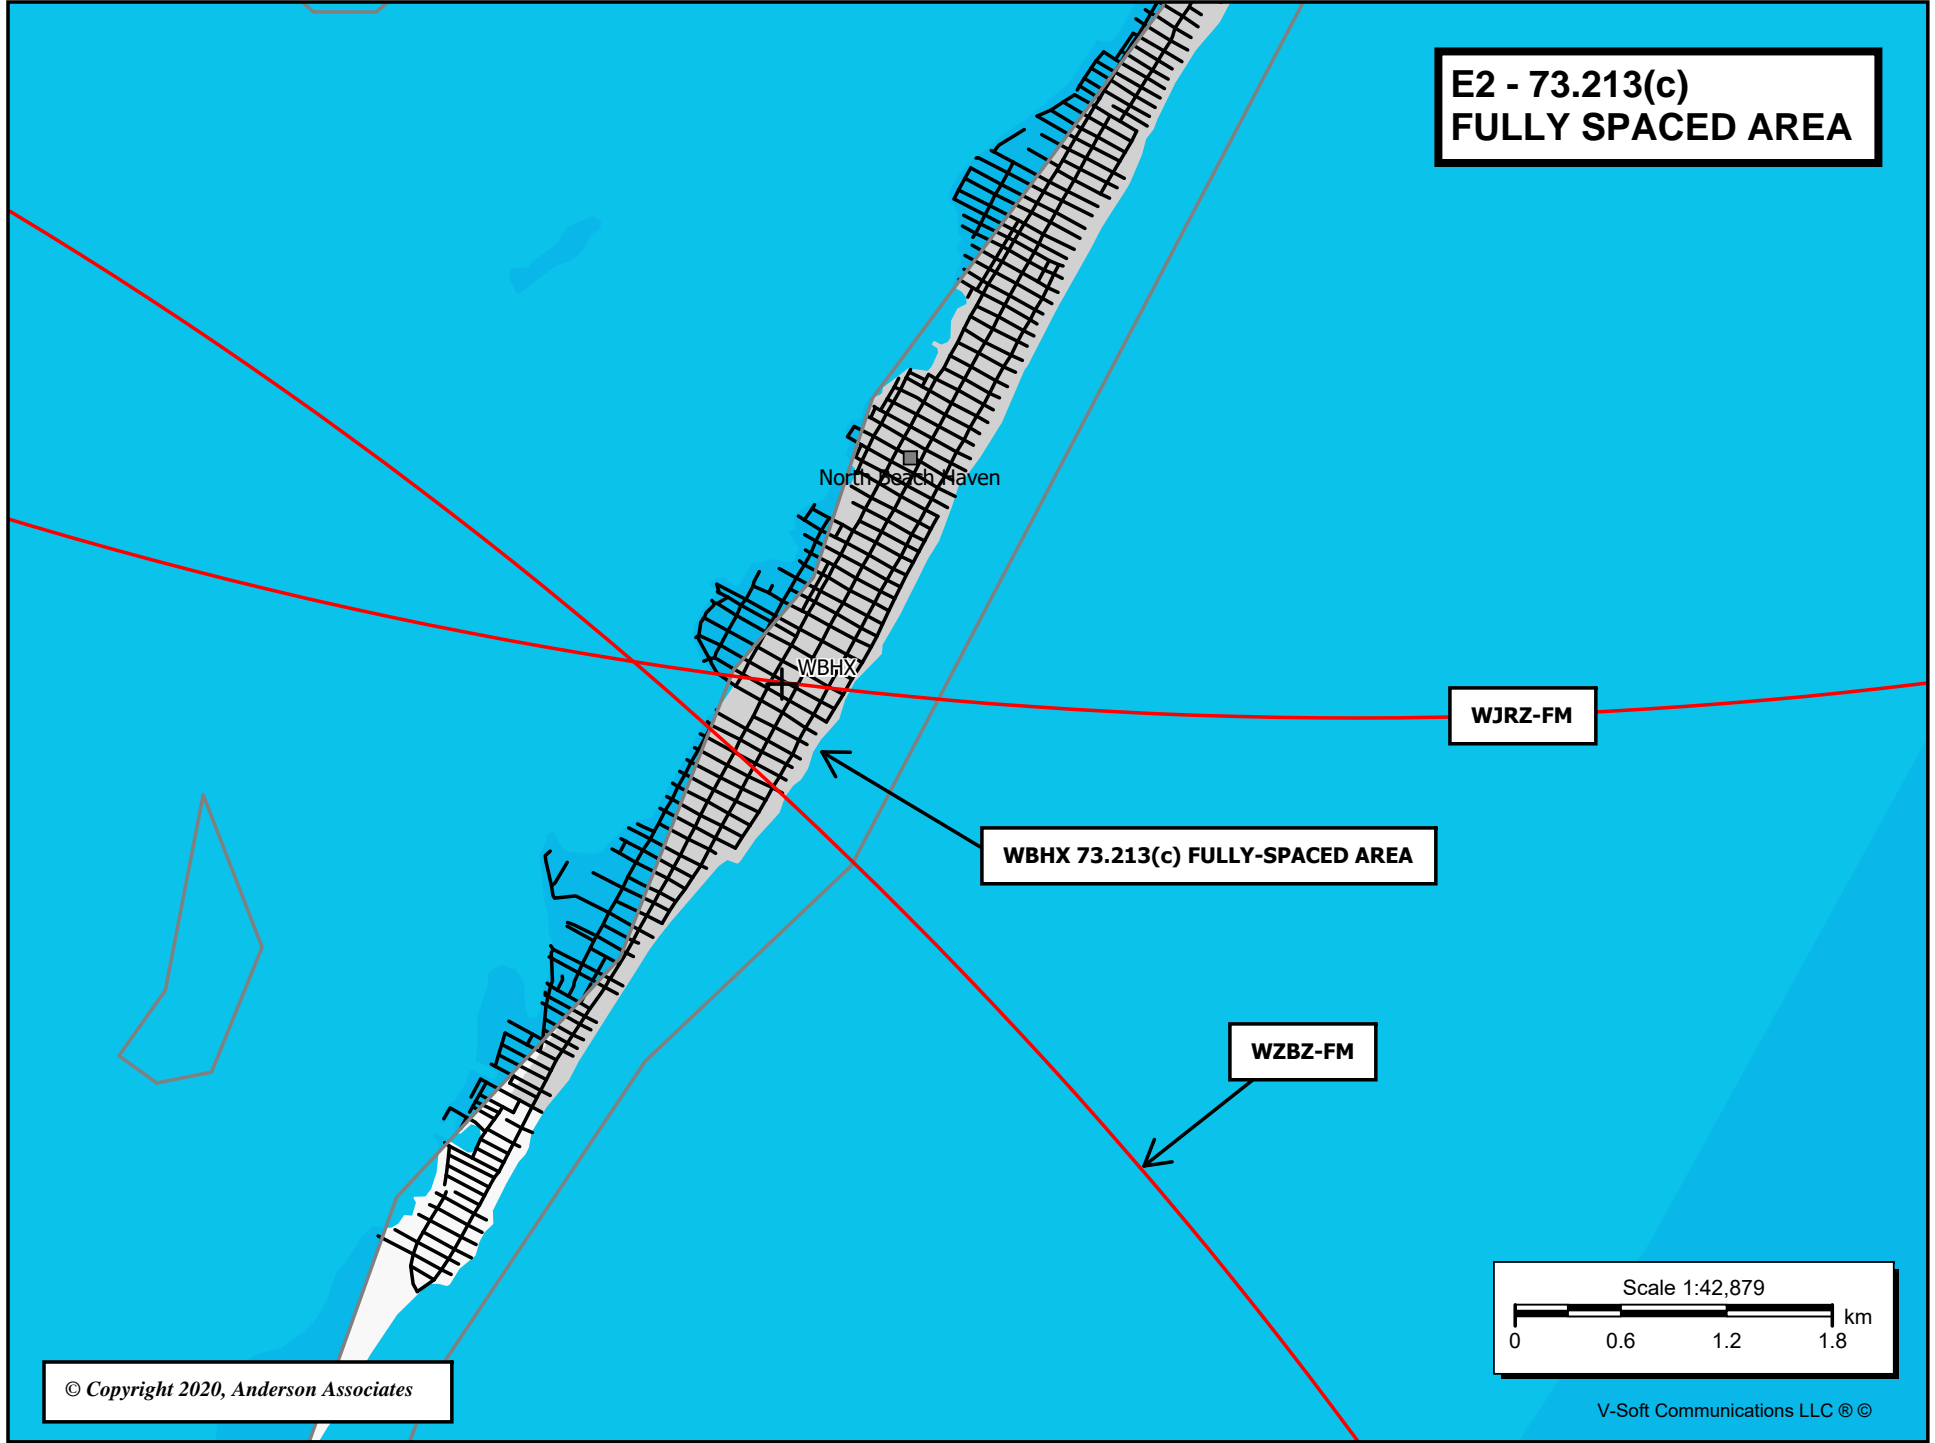 E2 - 73.213(c)
FULLY SPACED AREA
North Beach Haven
WBHX
WJRZ-FM
WBHX 73.213(c) FULLY-SPACED AREA
WZBZ-FM
Scale 1:42,879
km
0 0.6 1.2 1.8
© Copyright 2020, Anderson Associates
V-Soft Communications LLC ® ©